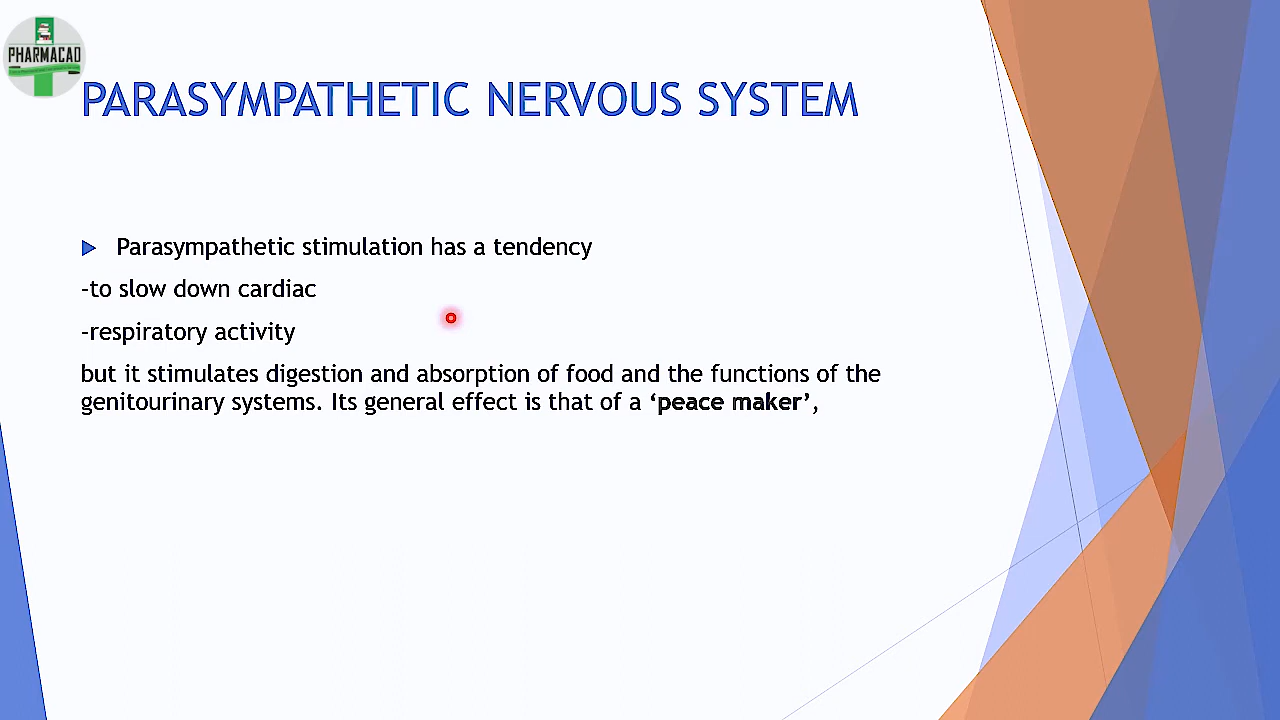 PHARMACAD
PARASYMPATHETIC NERVOUS SYSTEM
Parasympathetic stimulation has a tendency
-to slow down cardiac
-respiratory activity
but it stimulates digestion and absorption of food and the functions of the
genitourinary systems. Its general effect is that of a ‘peace maker’,